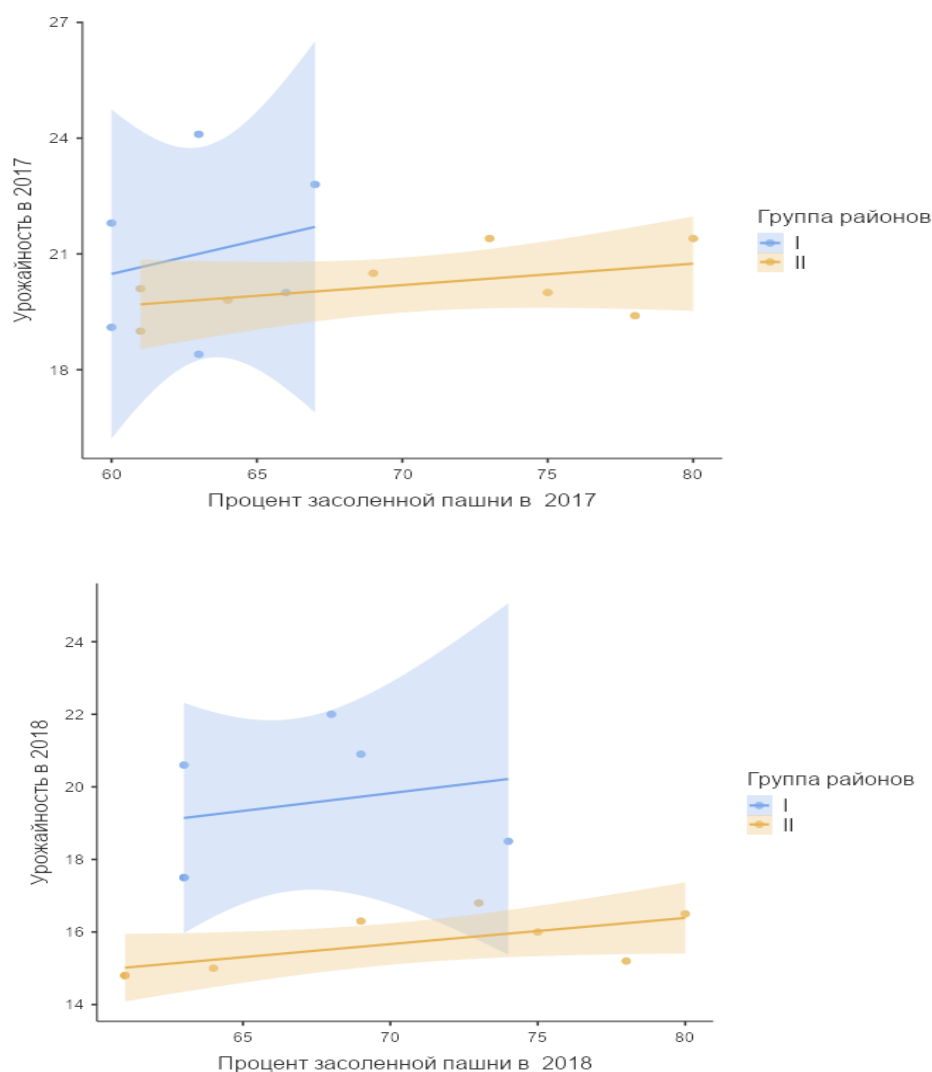 27
24
21
18
Урожайность в 2017
60 65 70 75 80
Процент засоленной пашни в 2017
Группа районов
I
II
24
22
20
18
16
14
Урожайность в 2018
65 70 75 80
Процент засоленной пашни в 2018
Группа районов
I
II